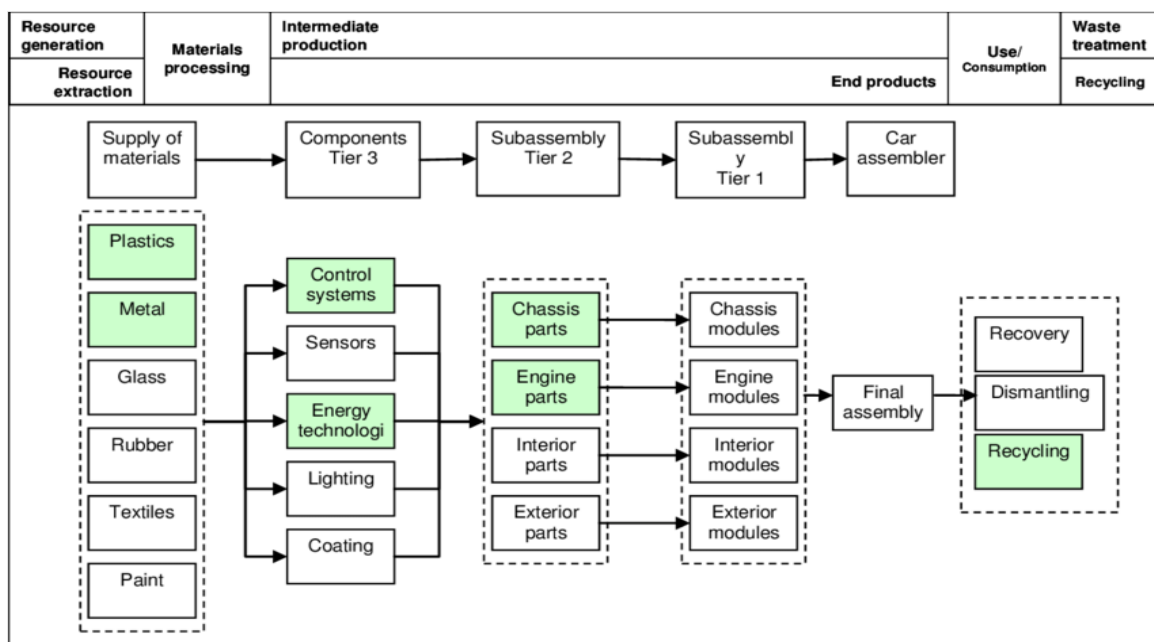 Resource
generation
Resource
extraction
Materials
processing
Intermediate
production
End products
Use/
Consumption
Waste
treatment
Recycling
Supply of
materials
Components
Tier 3
Subassembly
Tier 2
Subassembl
y
Tier 1
Car
assembler
Plastics
Metal
Glass
Rubber
Textiles
Paint
Control
systems
Sensors
Energy
technologi
Lighting
Coating
Chassis
parts
Engine
parts
Interior
parts
Exterior
parts
Chassis
modules
Engine
modules
Interior
modules
Exterior
modules
Final
assembly
Recovery
Dismantling
Recycling